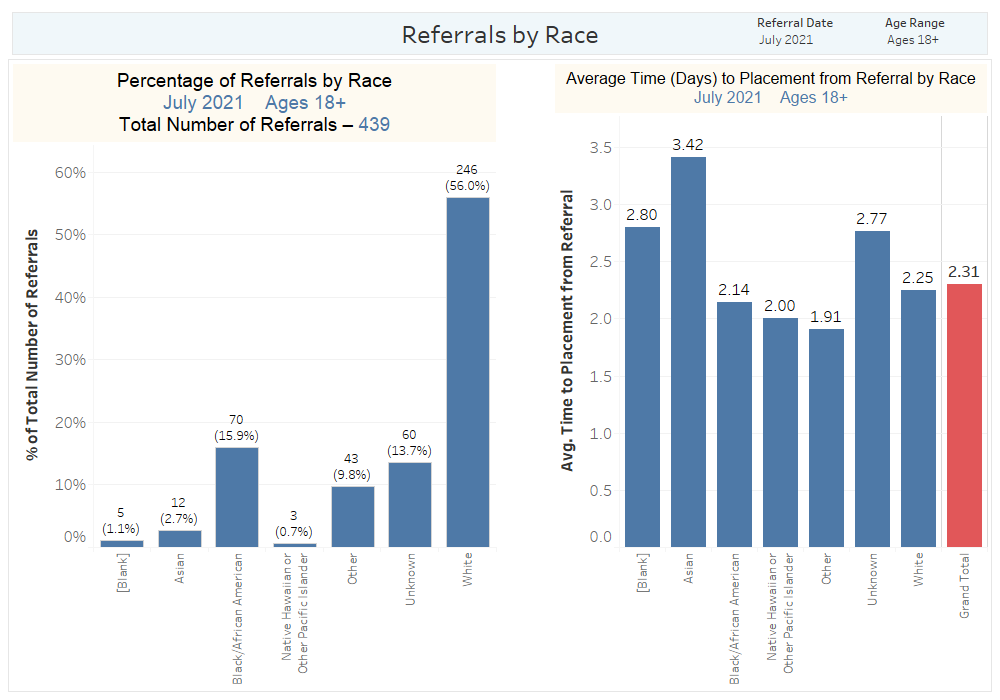 Referrals by Race
Referral Date
July 2021
Age Range
Ages 18+
Percentage of Referrals by Race
July 2021 Ages 18+
Total Number of Referrals – 439
% of Total Number of Referrals
60%
50%
40%
30%
20%
10%
0%
5
(1.1%)
12
(2.7%)
70
(15.9%)
3
(0.7%)
43
(9.8%)
60
(13.7%)
246
(56.0%)
[Blank]
Asian
Black/African American
Native Hawaiian or
Other Pacific Islander
Other
Unknown
White
Average Time (Days) to Placement from Referral by Race
July 2021 Ages 18+
Avg. Time to Placement from Referral
3.5
3.0
2.5
2.0
1.5
1.0
0.5
0.0
2.80
3.42
2.14
2.00
1.91
2.77
2.25
2.31
[Blank]
Asian
Black/African American
Native Hawaiian or
Other Pacific Islander
Other
Unknown
White
Grand Total